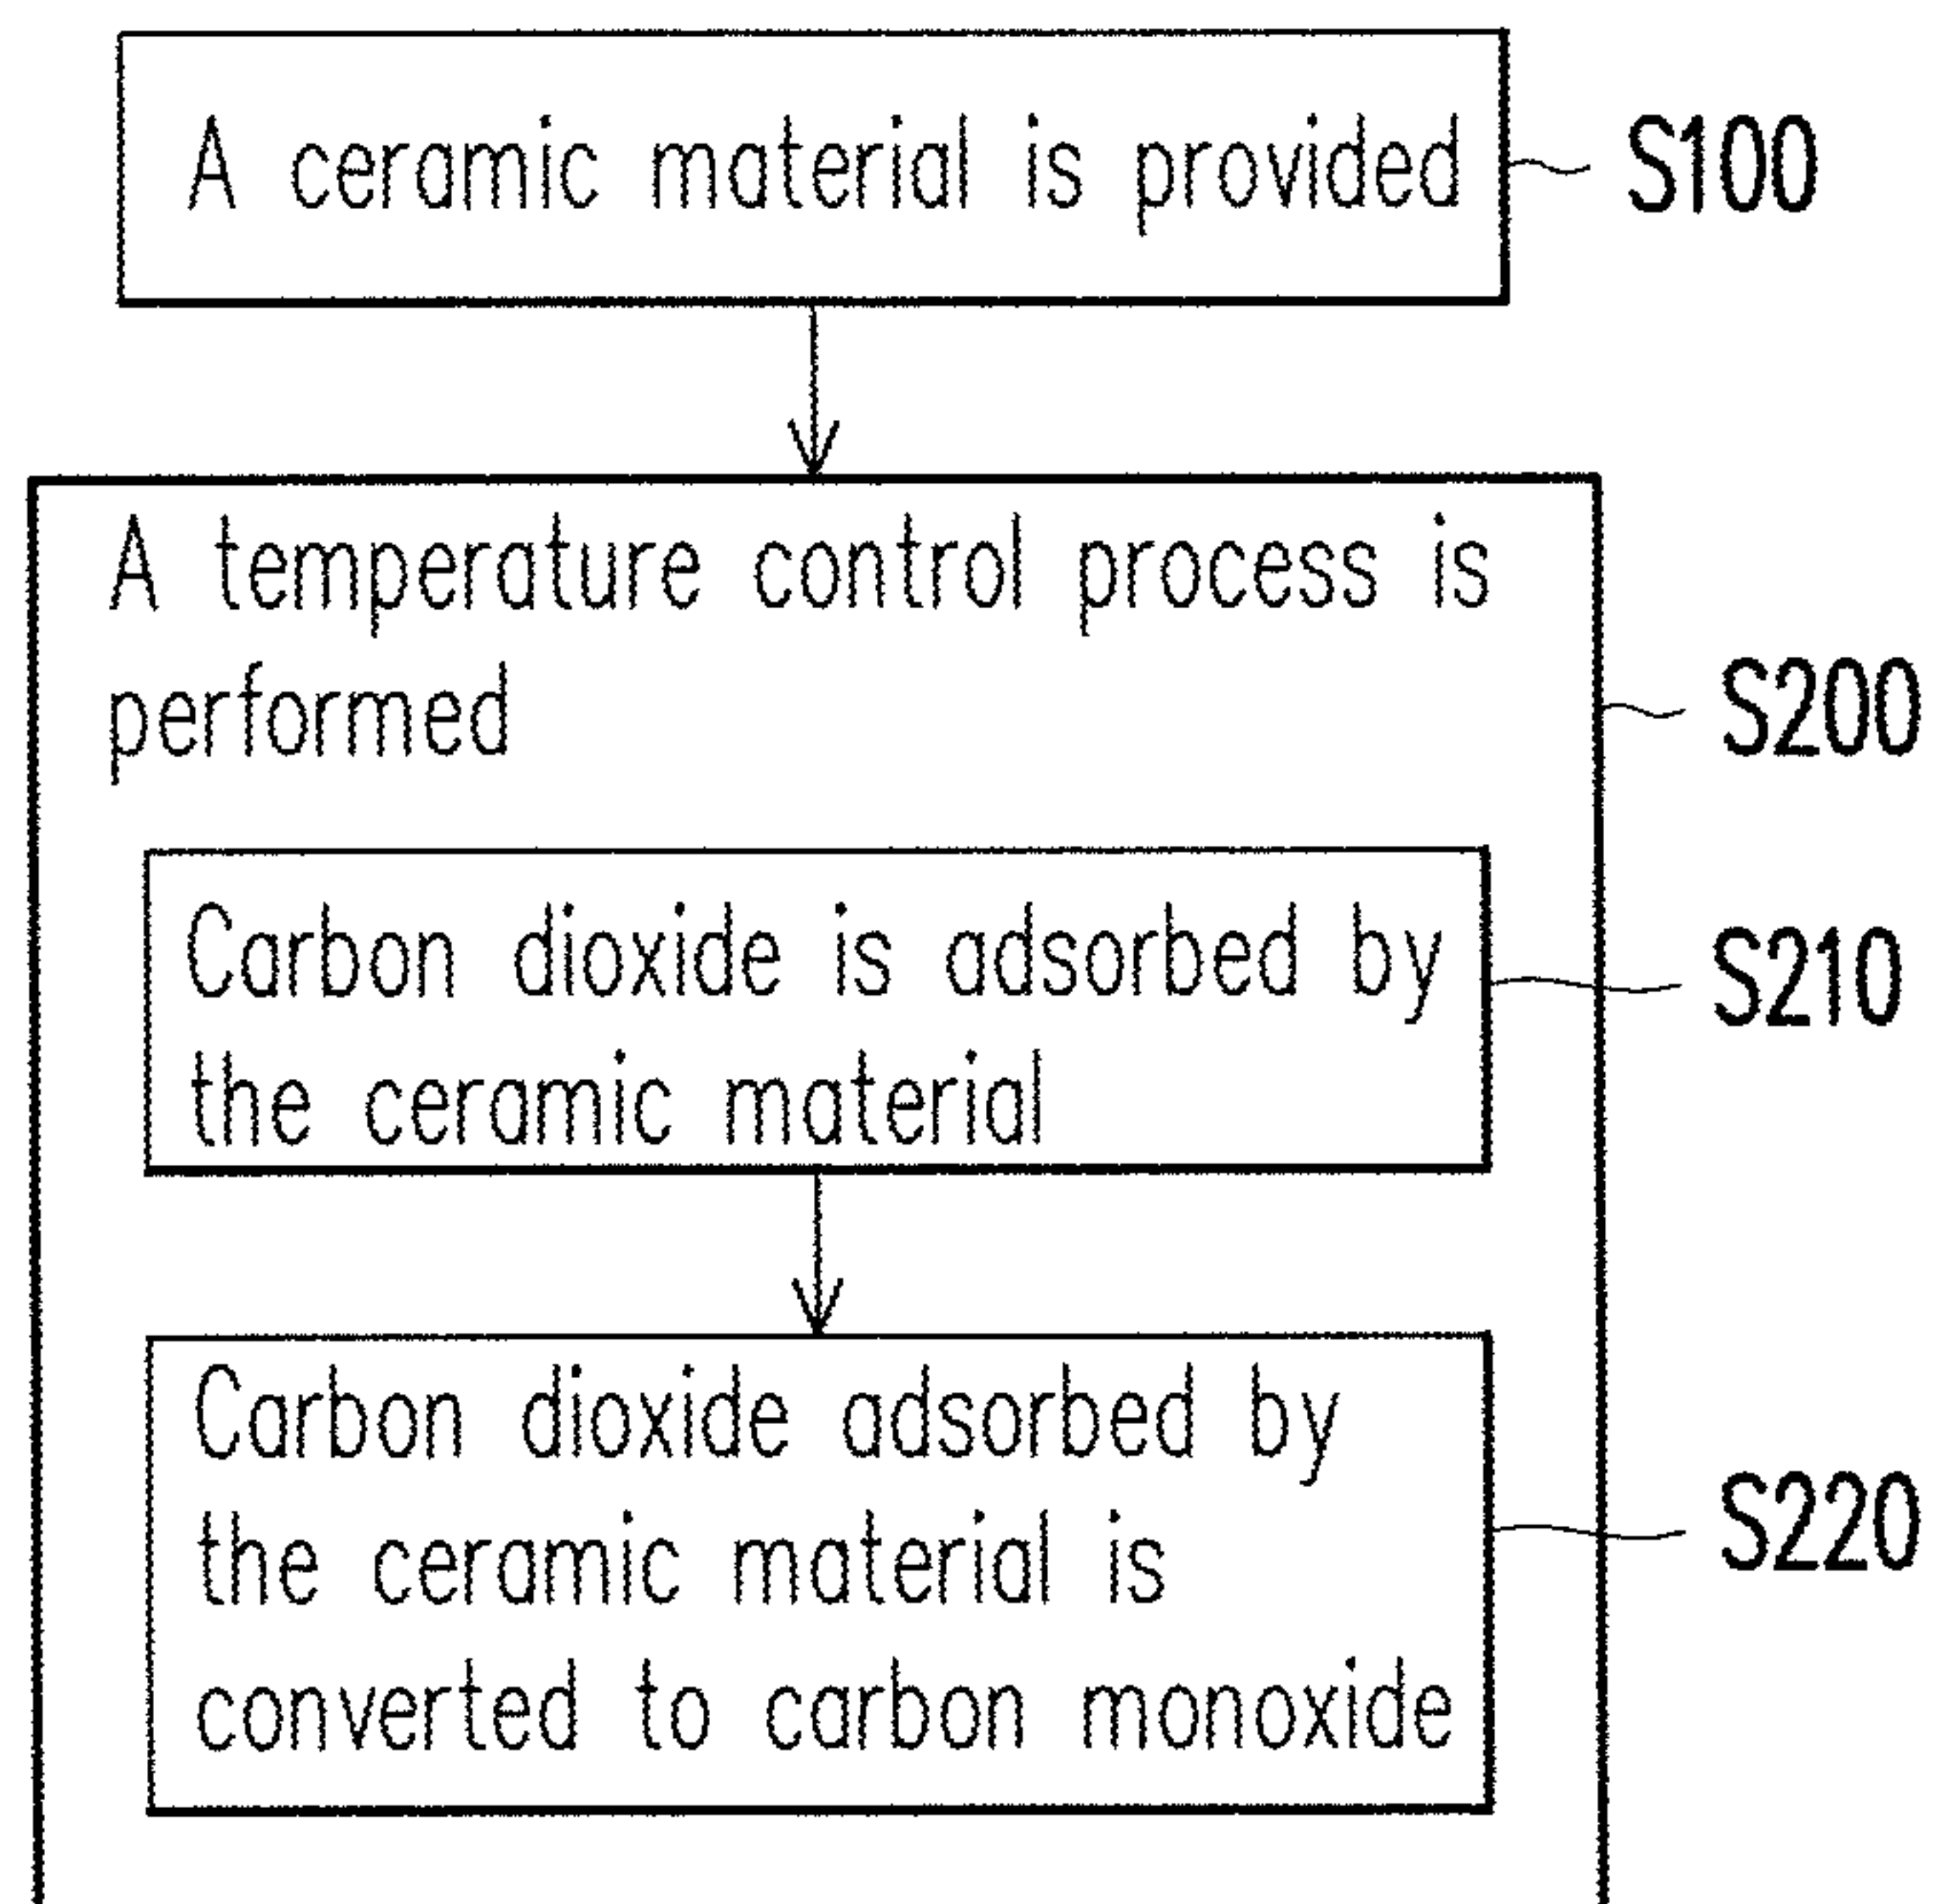 A ceramic material is provided
S100
A temperature control process is
performed
S200
Carbon dioxide is adsorbed by
the ceramic material
S210
Carbon dioxide adsorbed by
the ceramic material is
converted to carbon monoxide
S220